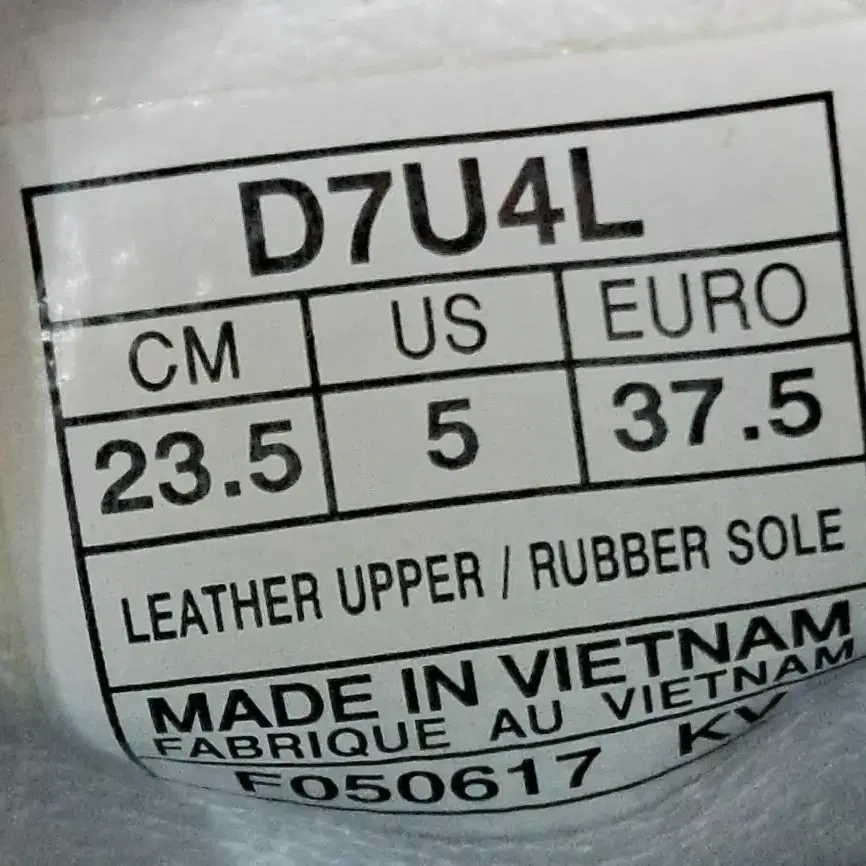 D7U4L
CM US EURO
23.5 5 37.5
LEATHER UPPER / RUBBER SOLE
MADE IN VIETNAM
FABRIQUE AU VIETNAM
F050617 KV